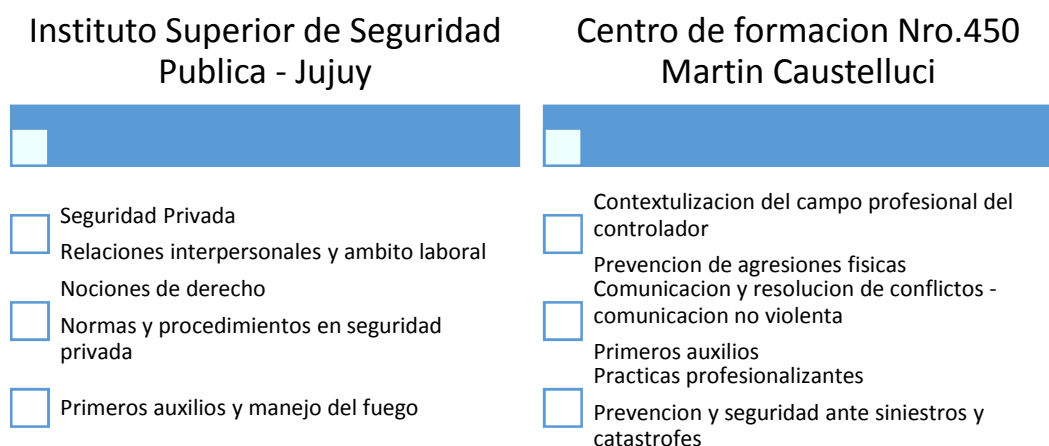 Instituto Superior de Seguridad
Publica - Jujuy
Seguridad Privada
Relaciones interpersonales y ambito laboral
Nociones de derecho
Normas y procedimientos en seguridad
privada
Primeros auxilios y manejo del fuego
Centro de formacion Nro.450
Martin Caustelluci
Contextulizacion del campo profesional del
controlador
Prevencion de agresiones fisicas
Comunicacion y resolucion de conflictos -
comunicacion no violenta
Primeros auxilios
Practicas profesionalizantes
Prevencion y seguridad ante siniestros y
catastrofes